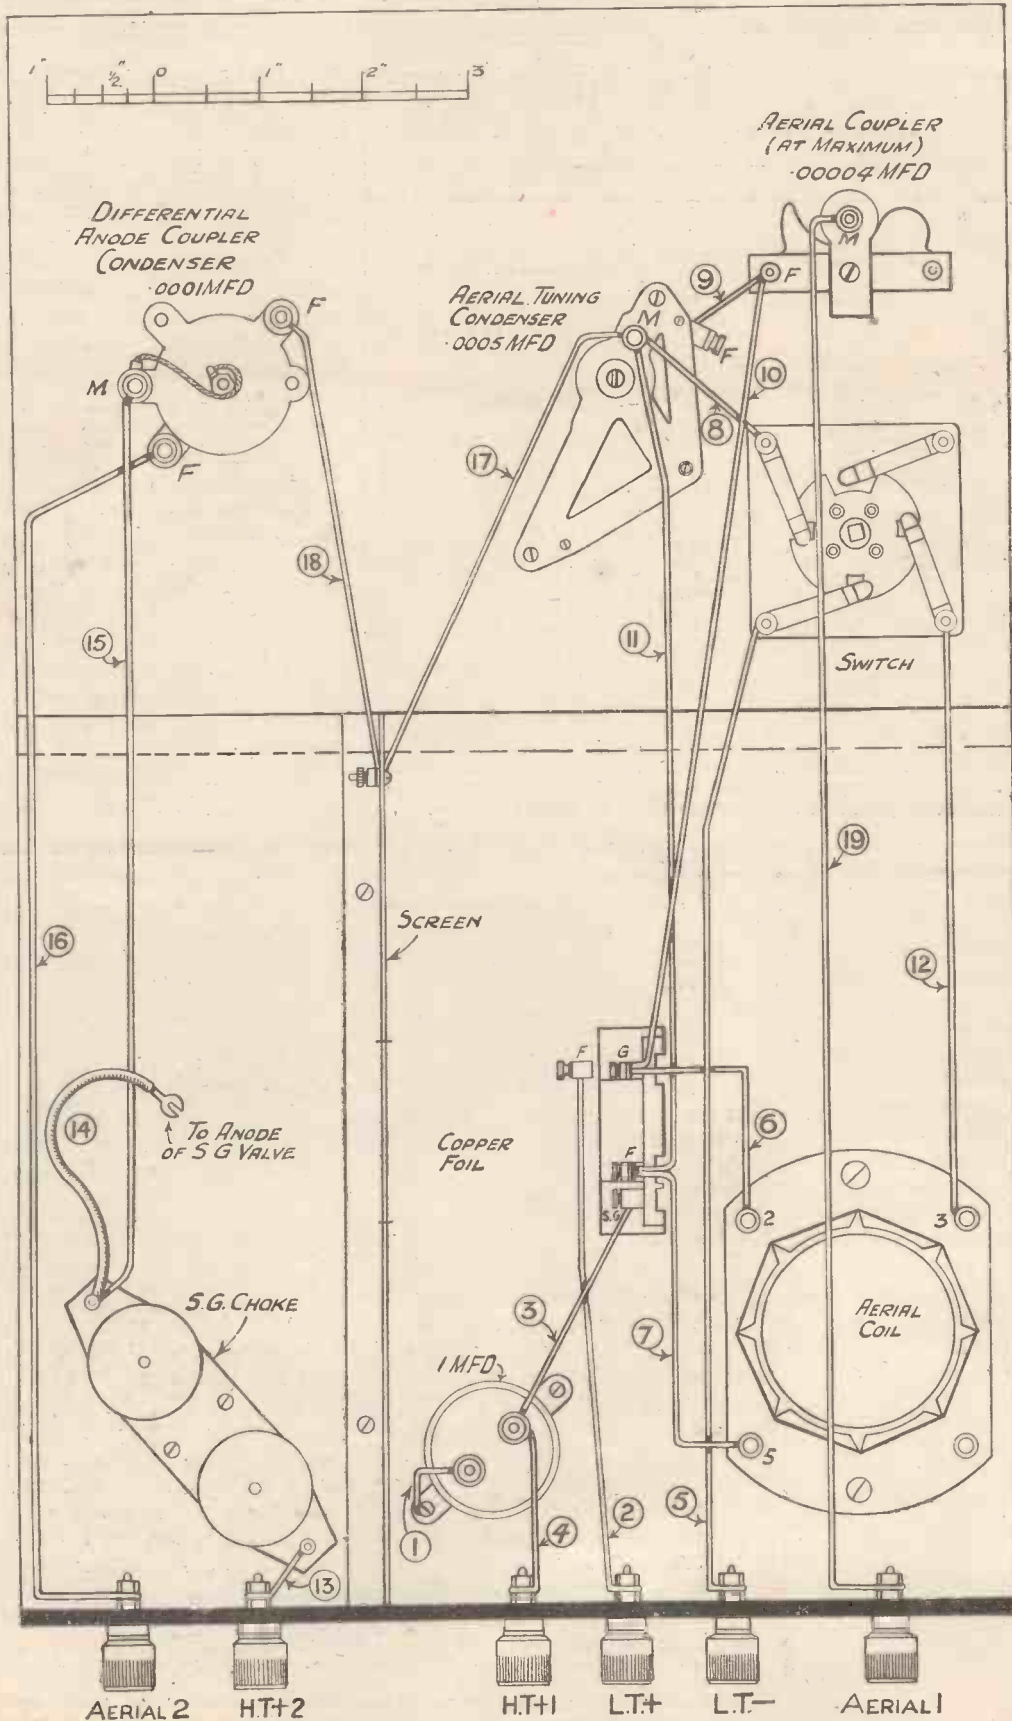 1" ½" 0 1" 2" 3
AERIAL COUPLER
(AT MAXIMUM)
.00004 MFD
M
F
DIFFERENTIAL
ANODE COUPLER
CONDENSER
.0001MFD
F
M
F
AERIAL TUNING
CONDENSER
.0005 MFD
M
F
9
10
8
17
18
11
15
SWITCH
19
16
SCREEN
12
F
G
14
TO ANODE
OF S G VALVE
COPPER
FOIL
6
F
S.G
2
3
S.G. CHOKE
3
AERIAL
COIL
7
1 MFD
5
1
4
2
5
13
AERIAL 2
H.T.+2
H.T.+1
L.T.+
L.T.-
AERIAL 1